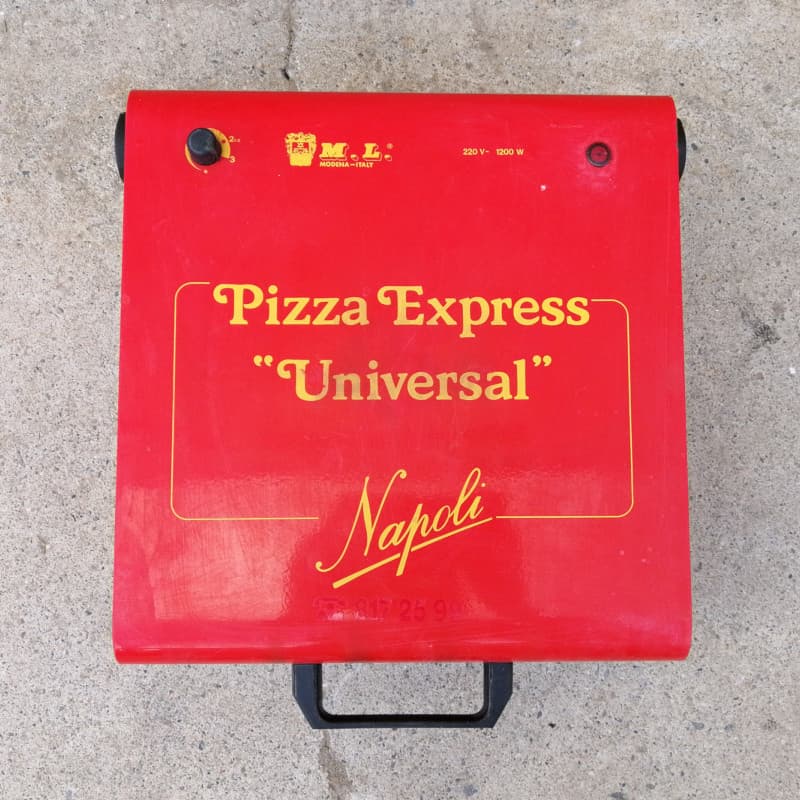 2
3
M.L.®
MODENA-ITALY
220 V~ 1200 W
Pizza Express
"Universal"
Napoli